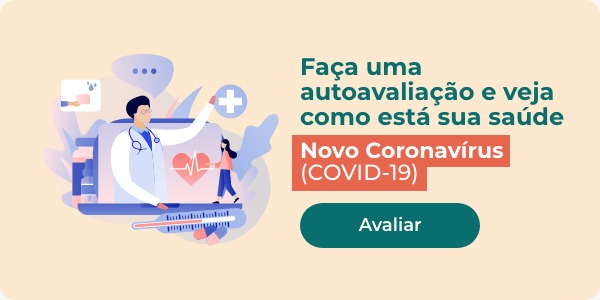 Faça uma
autoavaliação e veja
como está sua saúde
Novo Coronavírus
(COVID-19)
Avaliar